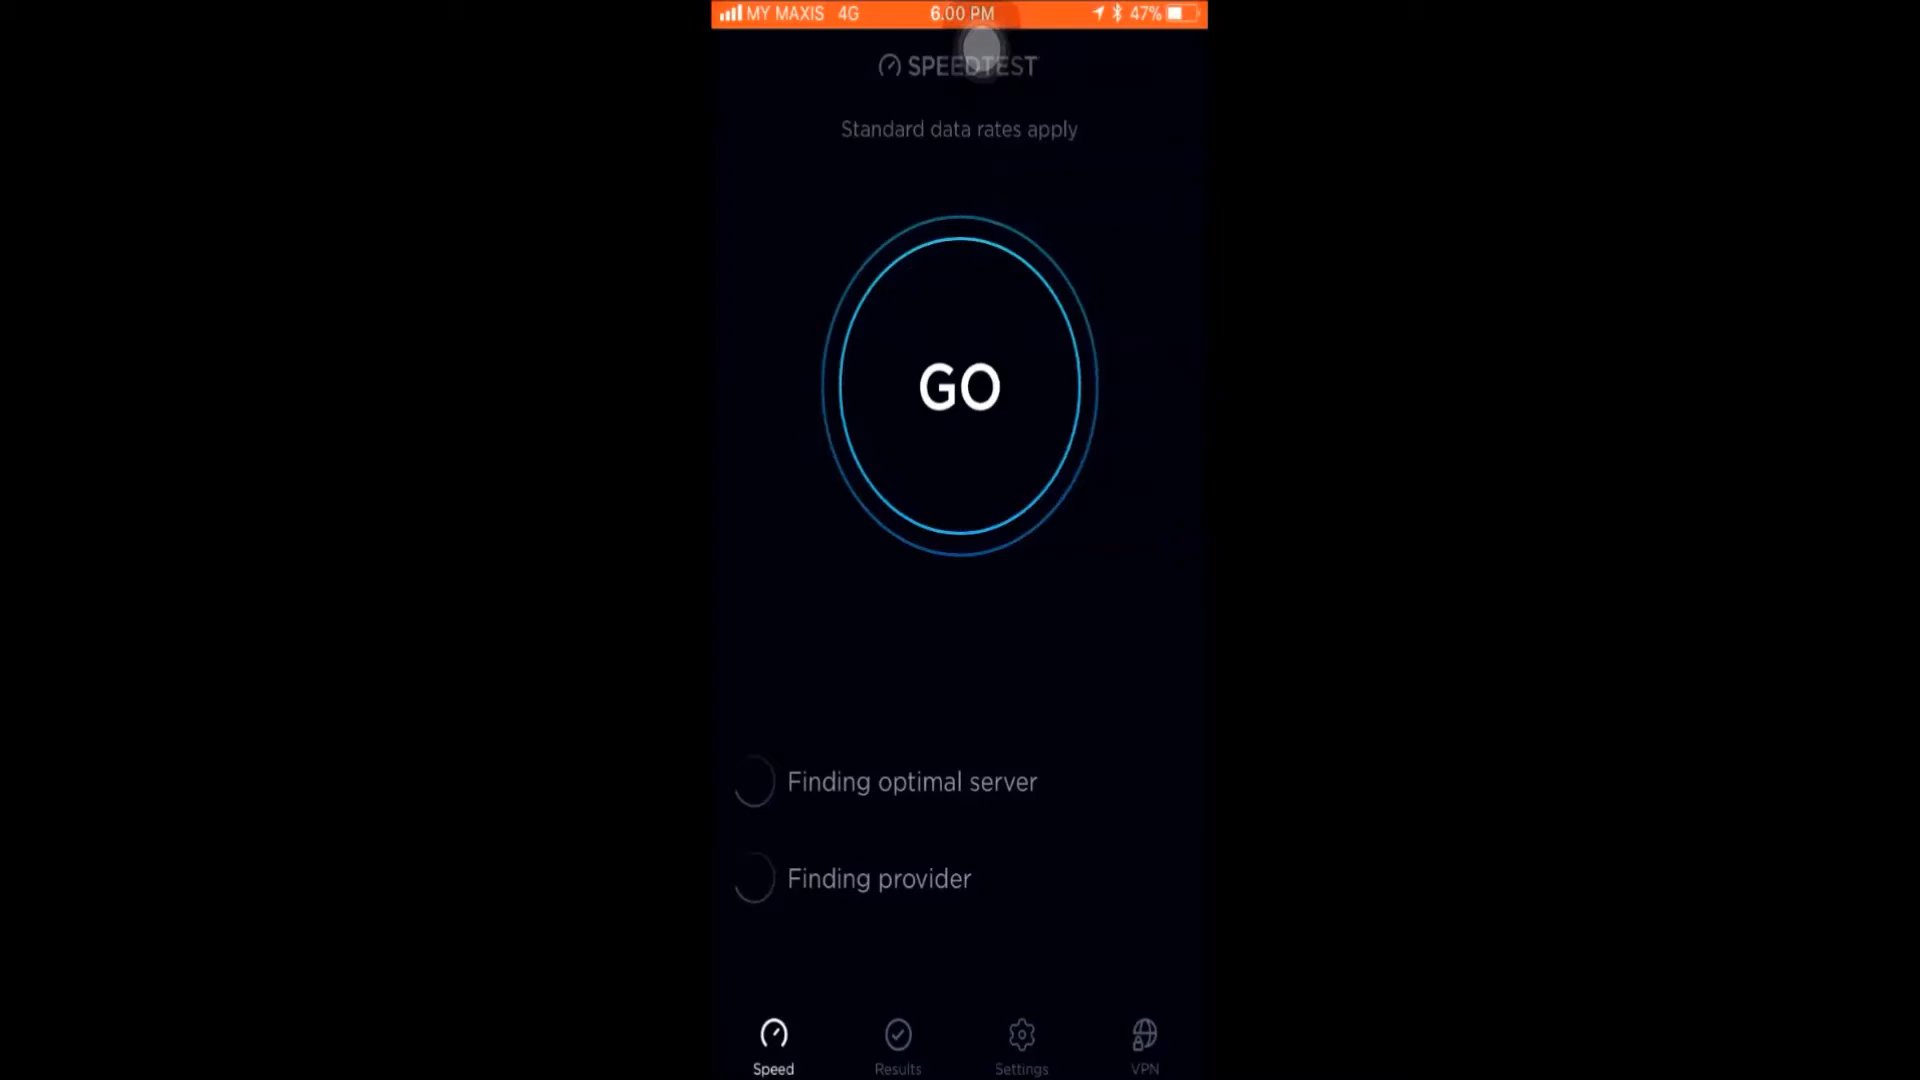 MY MAXIS 4G 6.00 PM 47%
SPEEDTEST
Standard data rates apply
GO
Finding optimal server
Finding provider
Speed Results Settings VPN